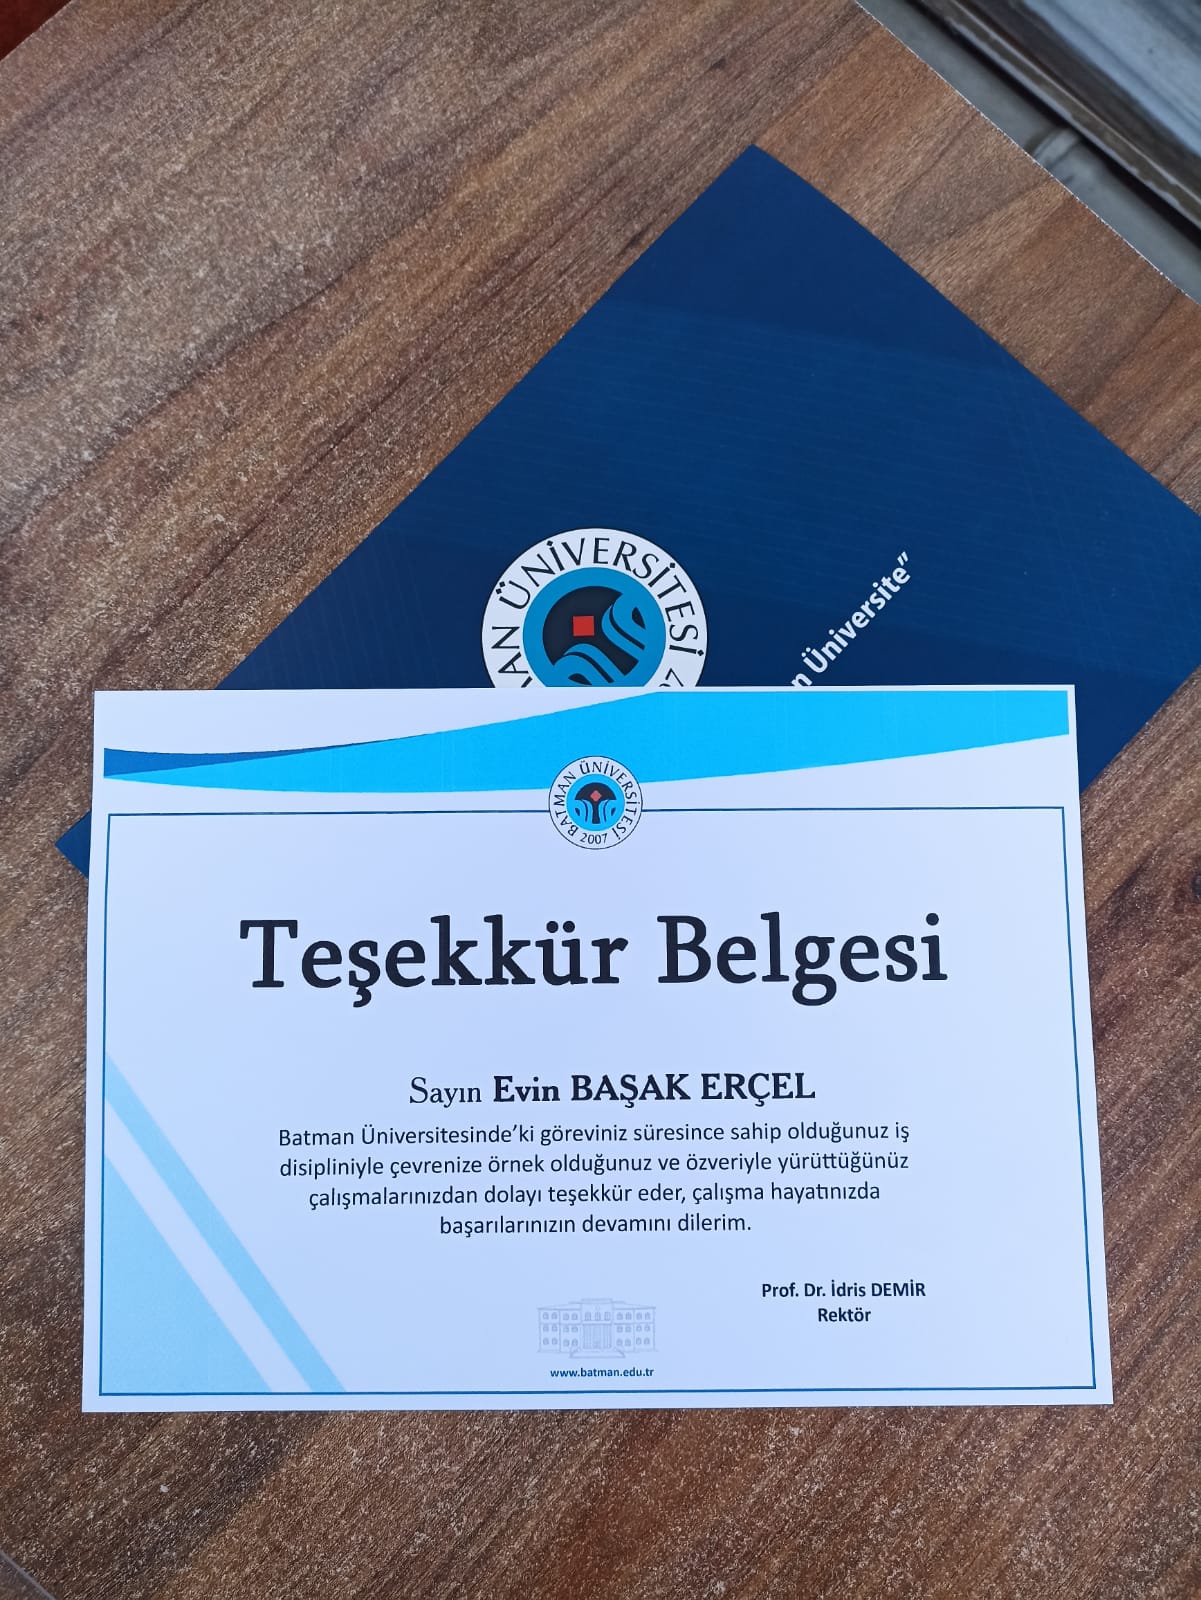 ÜNİVERSİTESİ
Üniversite”
BATMAN ÜNİVERSİTESİ
2007
Teşekkür Belgesi
Sayın Evin BAŞAK ERÇEL
Batman Üniversitesinde’ki göreviniz süresince sahip olduğunuz iş
disipliniyle çevrenize örnek olduğunuz ve özveriyle yürüttüğünüz
çalışmalarınızdan dolayı teşekkür eder, çalışma hayatınızda
başarılarınızın devamını dilerim.
Prof. Dr. İdris DEMİR
Rektör
www.batman.edu.tr